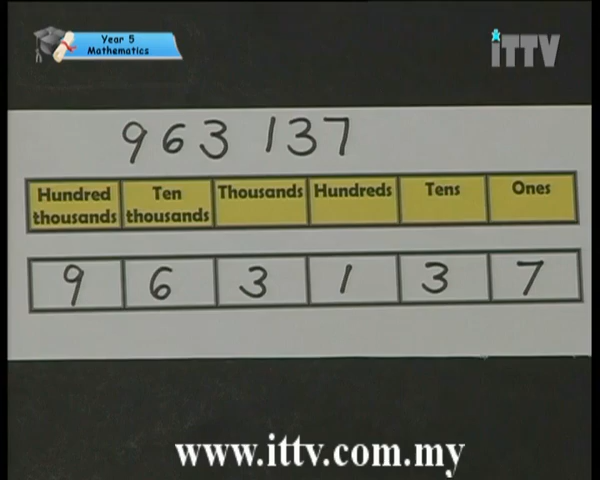 Year 5
Mathematics
iTTV
963 137
Hundred thousands Ten thousands Thousands Hundreds Tens Ones
9 6 3 1 3 7
www.ittv.com.my